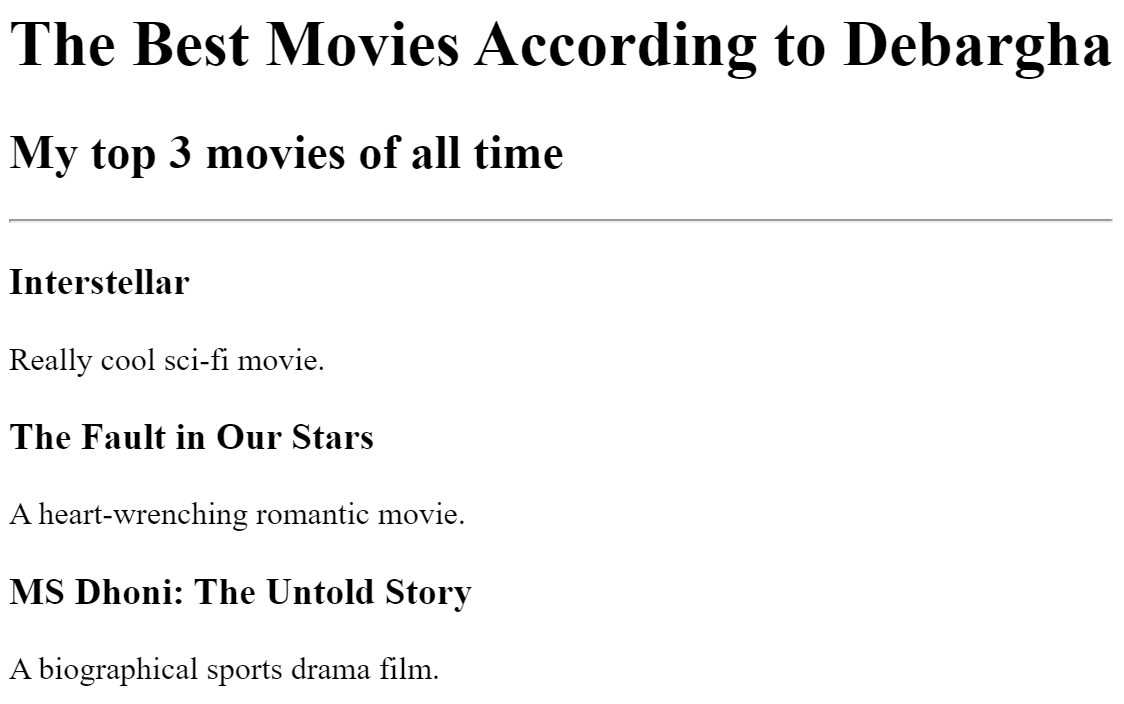 The Best Movies According to Debargha
My top 3 movies of all time
Interstellar
Really cool sci-fi movie.
The Fault in Our Stars
A heart-wrenching romantic movie.
MS Dhoni: The Untold Story
A biographical sports drama film.